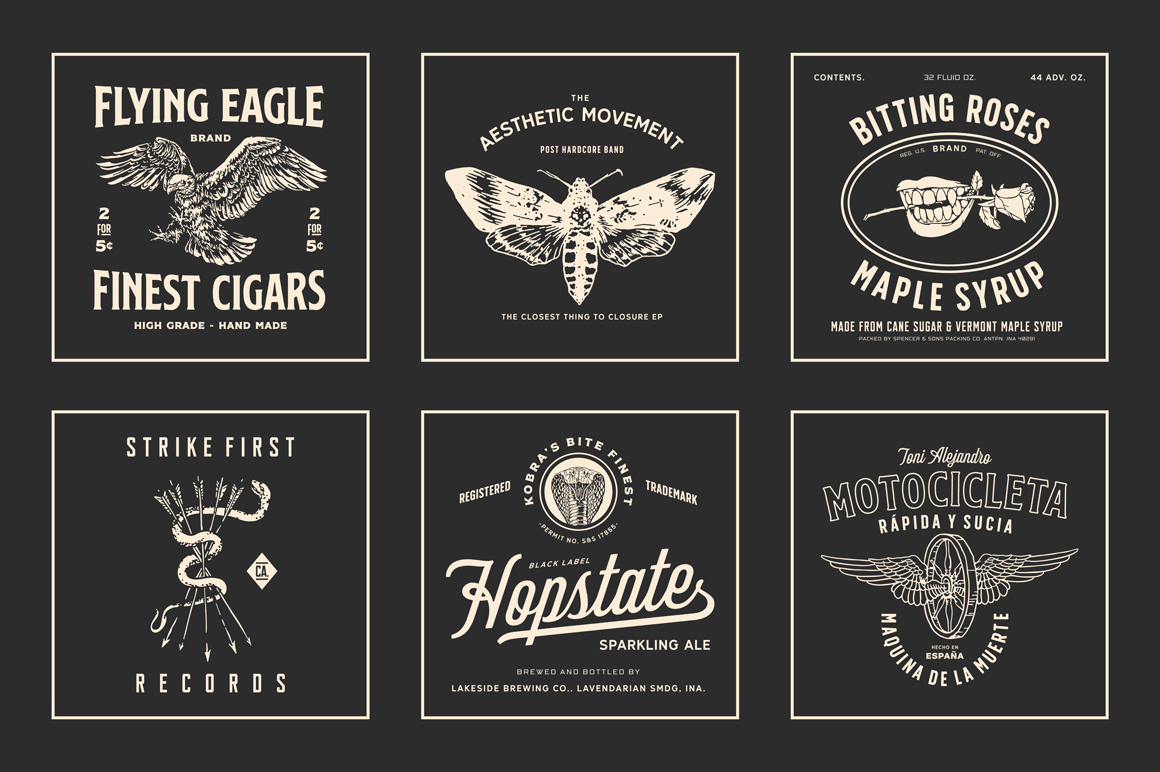 FLYING EAGLE
BRAND
2 FOR 5¢
2 FOR 5¢
FINEST CIGARS
HIGH GRADE - HAND MADE
THE
AESTHETIC MOVEMENT
POST HARDCORE BAND
THE CLOSEST THING TO CLOSURE EP
CONTENTS. 32 FLUID OZ. 44 ADV. OZ.
BITTING ROSES
REG. U.S. BRAND PAT. OFF
MAPLE SYRUP
MADE FROM CANE SUGAR & VERMONT MAPLE SYRUP
PACKED BY SPENCER & SONS PACKING CO. ANTPN. INA 40291
STRIKE FIRST
CA.
RECORDS
KOBRA'S BITE FINEST
REGISTERED TRADEMARK
-PERMIT NO. S&S 17855-
BLACK LABEL
Hopstate
SPARKLING ALE
BREWED AND BOTTLED BY
LAKESIDE BREWING CO.. LAVENDARIAN SMDG, INA.
Toni Alejandro
MOTOCICLETA
RÁPIDA Y SUCIA
HECHO EN
ESPAÑA
MAQUINA DE LA MUERTE